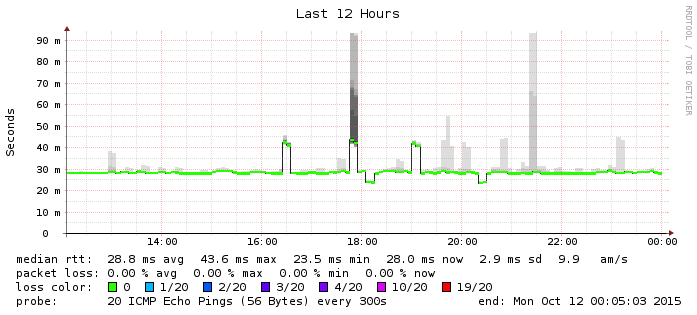 Last 12 Hours
RRDTOOL / TOBI OETIKER
Seconds
90 m
80 m
70 m
60 m
50 m
40 m
30 m
20 m
10 m
0
14:00 16:00 18:00 20:00 22:00 00:00
median rtt: 28.8 ms avg 43.6 ms max 23.5 ms min 28.0 ms now 2.9 ms sd 9.9 am/s
packet loss: 0.00 % avg 0.00 % max 0.00 % min 0.00 % now
loss color: 0 1/20 2/20 3/20 4/20 10/20 19/20
probe: 20 ICMP Echo Pings (56 Bytes) every 300s end: Mon Oct 12 00:05:03 2015